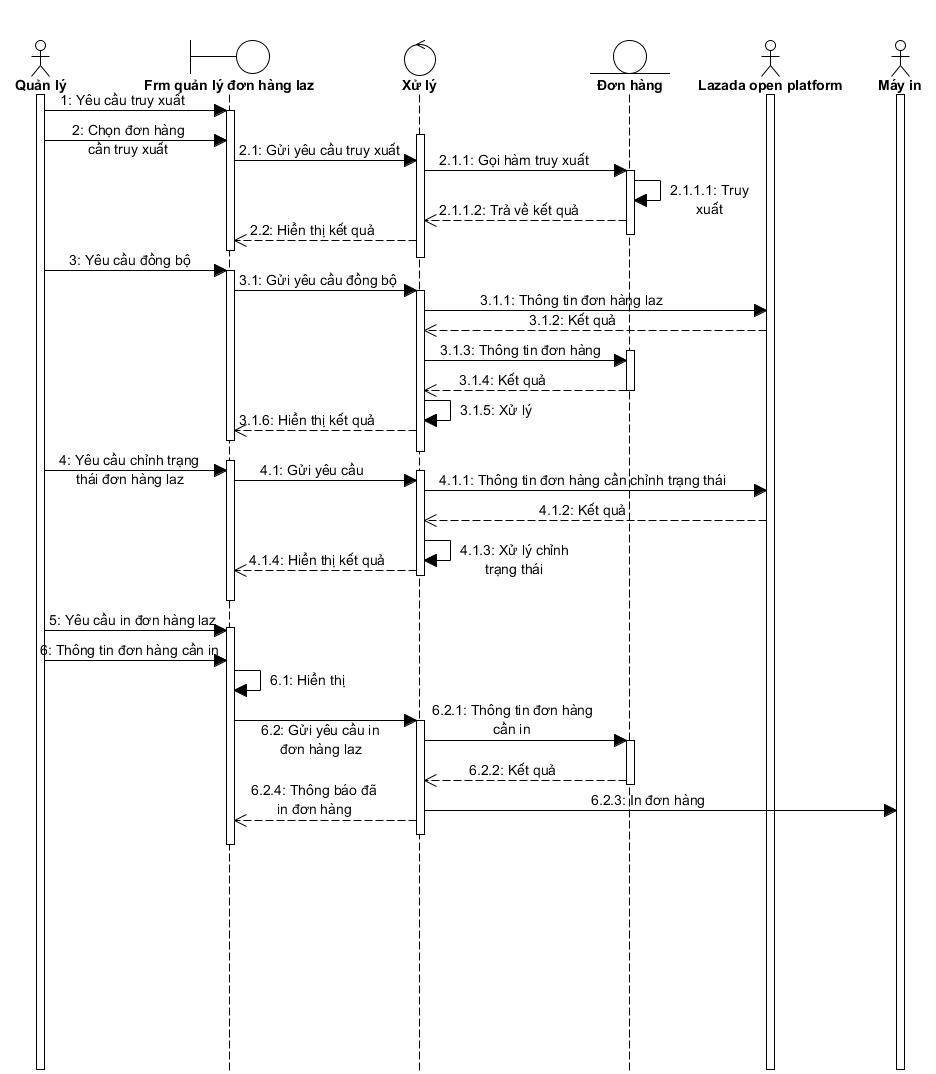 Quản lý
Frm quản lý đơn hàng laz
Xử lý
Đơn hàng
Lazada open platform
Máy in
1: Yêu cầu truy xuất
2: Chọn đơn hàng
cần truy xuất
2.1: Gửi yêu cầu truy xuất
2.1.1: Gọi hàm truy xuất
2.1.1.1: Truy
xuất
2.1.1.2: Trả về kết quả
2.2: Hiển thị kết quả
3: Yêu cầu đồng bộ
3.1: Gửi yêu cầu đồng bộ
3.1.1: Thông tin đơn hàng laz
3.1.2: Kết quả
3.1.3: Thông tin đơn hàng
3.1.4: Kết quả
3.1.5: Xử lý
3.1.6: Hiển thị kết quả
4: Yêu cầu chỉnh trạng
thái đơn hàng laz
4.1: Gửi yêu cầu
4.1.1: Thông tin đơn hàng cần chỉnh trạng thái
4.1.2: Kết quả
4.1.3: Xử lý chỉnh
trạng thái
4.1.4: Hiển thị kết quả
5: Yêu cầu in đơn hàng laz
6: Thông tin đơn hàng cần in
6.1: Hiển thị
6.2: Gửi yêu cầu in
đơn hàng laz
6.2.1: Thông tin đơn hàng
cần in
6.2.2: Kết quả
6.2.4: Thông báo đã
in đơn hàng
6.2.3: In đơn hàng